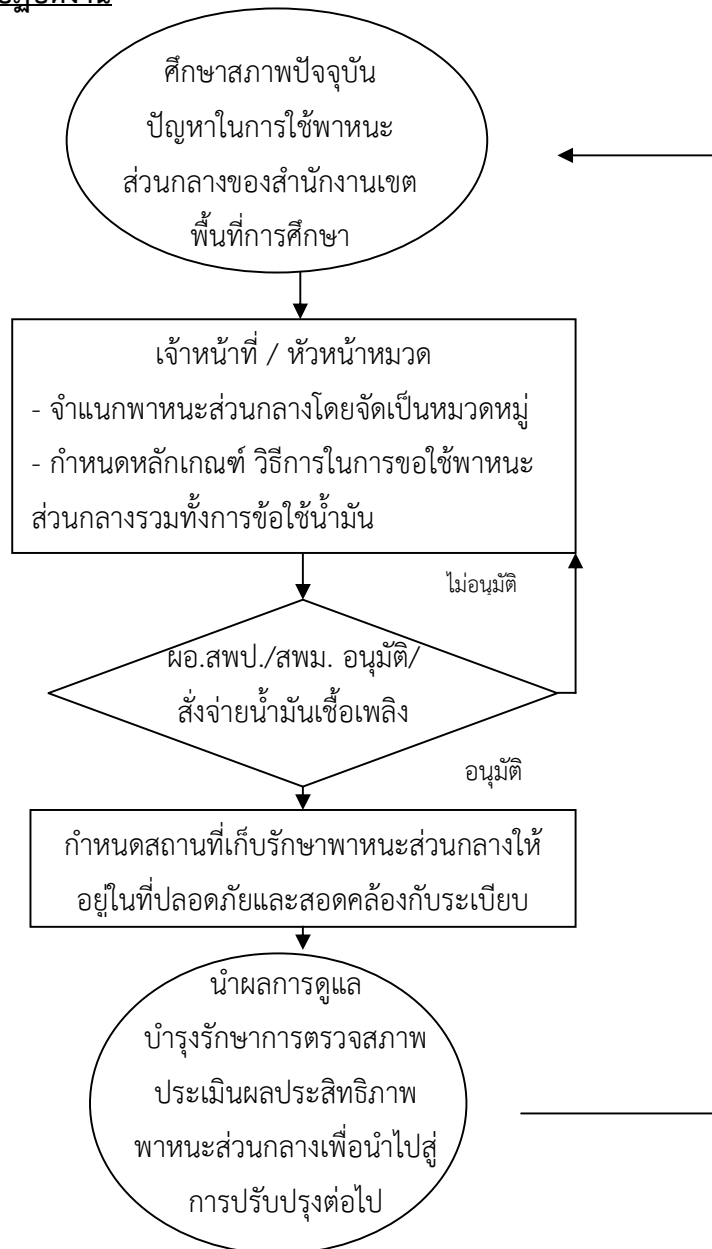 ศึกษาสภาพปัจจุบัน
ปัญหาในการใช้พาหนะ
ส่วนกลางของสำนักงานเขต
พื้นที่การศึกษา
เจ้าหน้าที่ / หัวหน้าหมวด
- จำแนกพาหนะส่วนกลางโดยจัดเป็นหมวดหมู่
- กำหนดหลักเกณฑ์ วิธีการในการขอใช้พาหนะ
ส่วนกลางรวมทั้งการข้อใช้น้ำมัน
ไม่อนุมัติ
ผอ.สพป./สพม. อนุมัติ/
สั่งจ่ายน้ำมันเชื้อเพลิง
อนุมัติ
กำหนดสถานที่เก็บรักษาพาหนะส่วนกลางให้
อยู่ในที่ปลอดภัยและสอดคล้องกับระเบียบ
นำผลการดูแล
บำรุงรักษาการตรวจสภาพ
ประเมินผลประสิทธิภาพ
พาหนะส่วนกลางเพื่อนำไปสู่
การปรับปรุงต่อไป